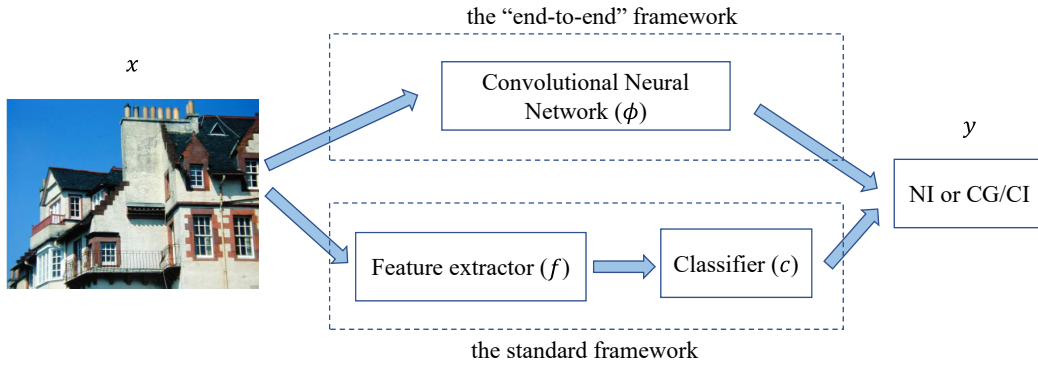 the “end-to-end” framework
x
Convolutional Neural
Network (ϕ)
y
NI or CG/CI
Feature extractor (f)
Classifier (c)
the standard framework